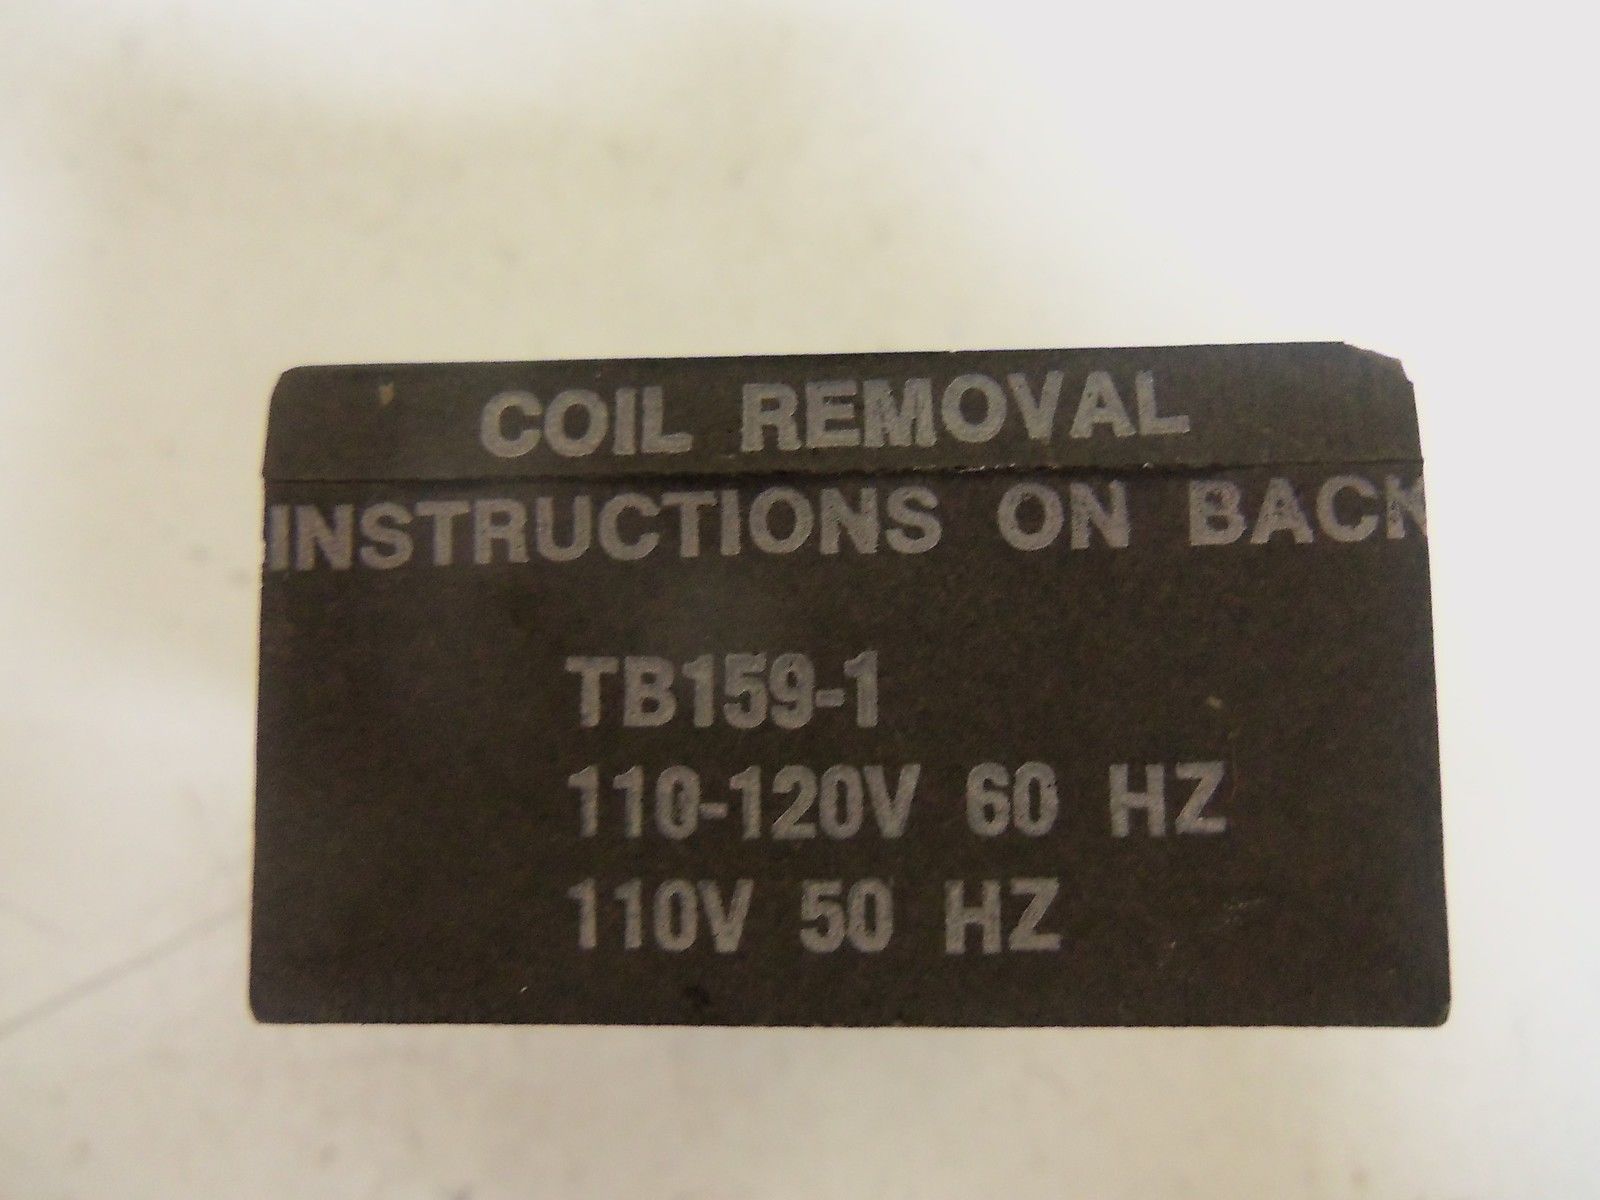 COIL REMOVAL
INSTRUCTIONS ON BACK
TB159-1
110-120V 60 HZ
110V 50 HZ